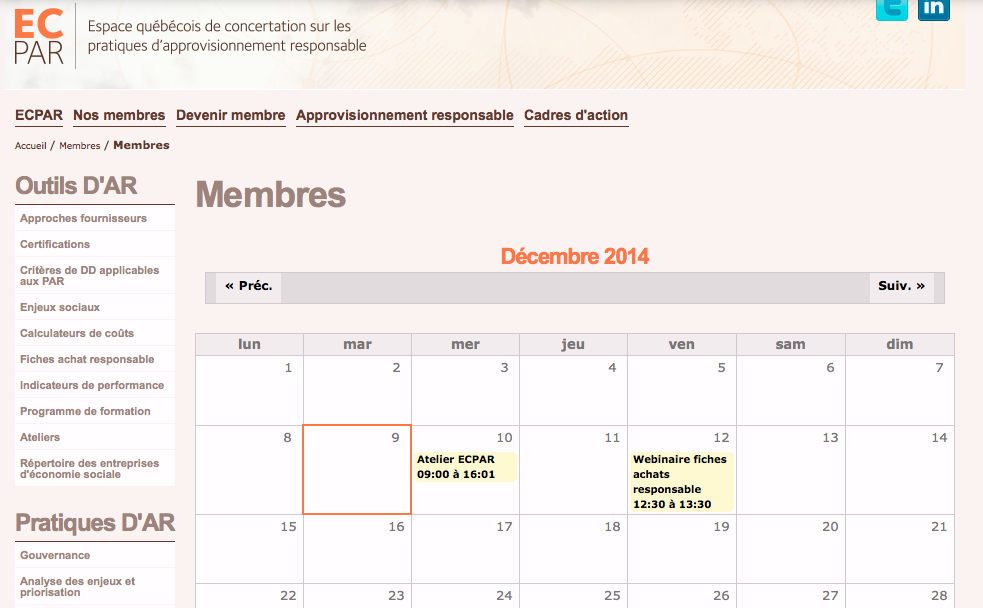 EC
PAR
Espace québécois de concertation sur les
pratiques d'approvisionnement responsable
in
ECPAR Nos membres Devenir membre Approvisionnement responsable Cadres d'action
Accueil / Membres / Membres
Outils D'AR
Approches fournisseurs
Certifications
Critères de DD applicables
aux PAR
Enjeux sociaux
Calculateurs de coûts
Fiches achat responsable
Indicateurs de performance
Programme de formation
Ateliers
Répertoire des entreprises
d'économie sociale
Pratiques D'AR
Gouvernance
Analyse des enjeux et
priorisation
Membres
Décembre 2014
« Préc. Suiv. »
lun mar mer jeu ven sam dim
1 2 3 4 5 6 7
8 9 10 11 12 13 14
Atelier ECPAR
09:00 à 16:01
Webinaire fiches
achats
responsable
12:30 à 13:30
15 16 17 18 19 20 21
22 23 24 25 26 27 28